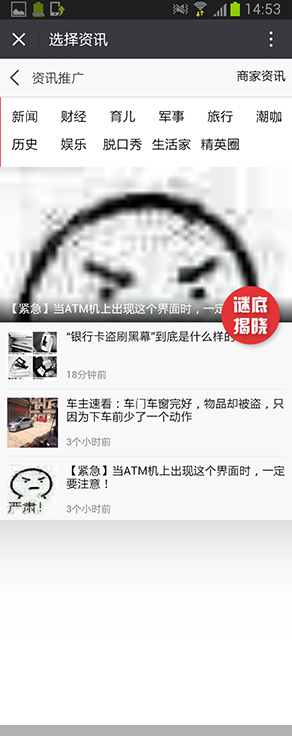 14:53
选择资讯
资讯推广
商家资讯
新闻 财经 育儿 军事 旅行 潮咖
历史 娱乐 脱口秀 生活家 精英圈
【紧急】当ATM机上出现这个界面时，一定
谜底
揭晓
“银行卡盗刷黑幕”到底是什么样的
18分钟前
车主速看：车门车窗完好，物品却被盗，只
因为下车前少了一个动作
3个小时前
【紧急】当ATM机上出现这个界面时，一定
要注意！
3个小时前
严肃!